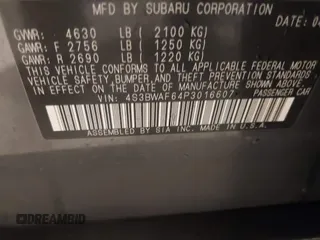 MFD BY SUBARU CORPORATION
DATE: 04
GVWR: 4630 LB ( 2100 KG)
GAWR: F 2756 LB ( 1250 KG)
GAWR: R 2690 LB ( 1220 KG)
THIS VEHICLE CONFORMS TO ALL APPLICABLE FEDERAL MOTOR
VEHICLE SAFETY, BUMPER, AND THEFT PREVENTION STANDARDS
IN EFFECT ON THE DATE OF MANUFACTURE SHOWN ABOVE.
VIN: 4S3BWAF64P3016607 PASSENGER CAR
ASSEMBLED BY SIA INC. MADE IN U.S.A.
DREAMBID